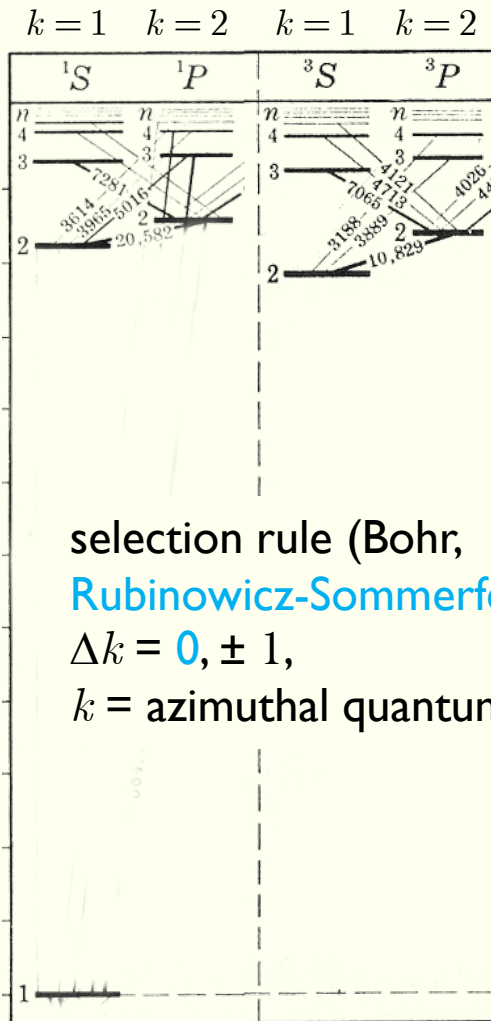 k = 1 k = 2 k = 1 k = 2
¹S ¹P ³S ³P
n n
4 4 4 4
3 3 3 3
7281 4121 4026
3614 3965 5016 7065 4713
2 2 20,582 3188 3889 2
2 10,829
selection rule (Bohr,
Rubinowicz-Sommerfe
Δk = 0, ± 1,
k = azimuthal quantun
1